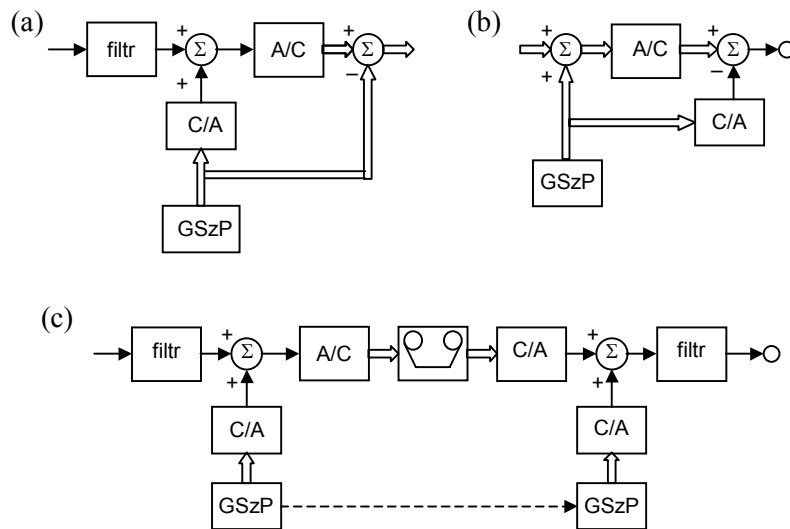 (a)
filtr
+
Σ
+
A/C
+
Σ
−
C/A
GSzP
(b)
+
Σ
+
A/C
+
Σ
−
C/A
GSzP
(c)
filtr
+
Σ
+
A/C
C/A
+
Σ
+
filtr
C/A
C/A
GSzP
GSzP